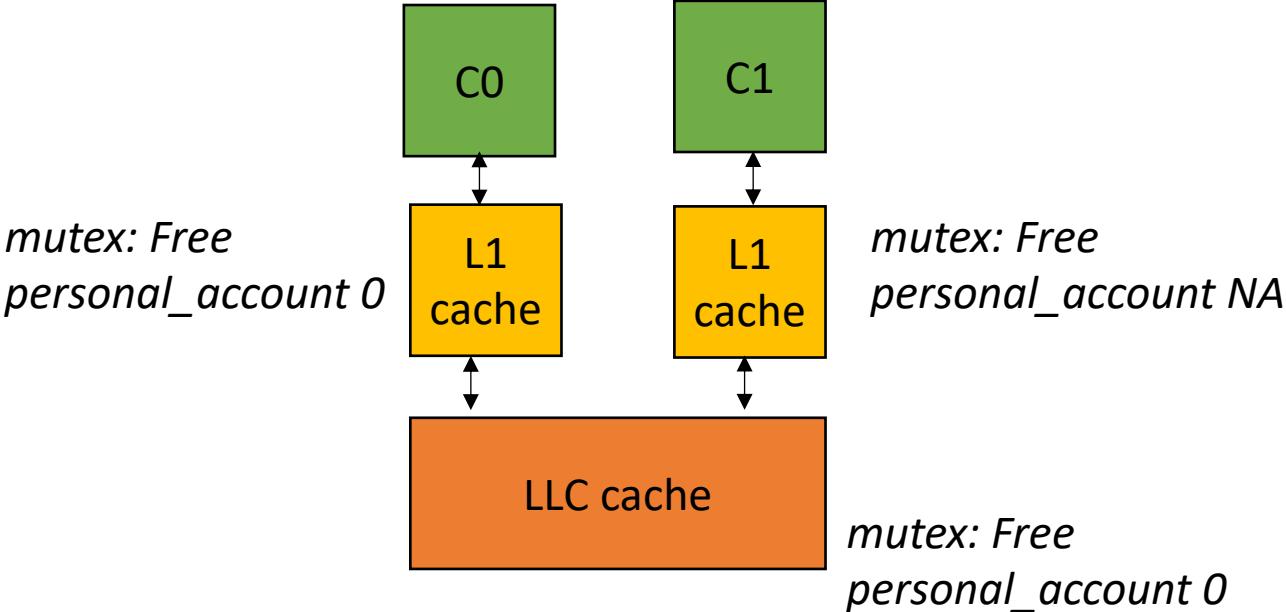 C0
C1
mutex: Free
personal_account 0
L1
cache
L1
cache
mutex: Free
personal_account NA
LLC cache
mutex: Free
personal_account 0